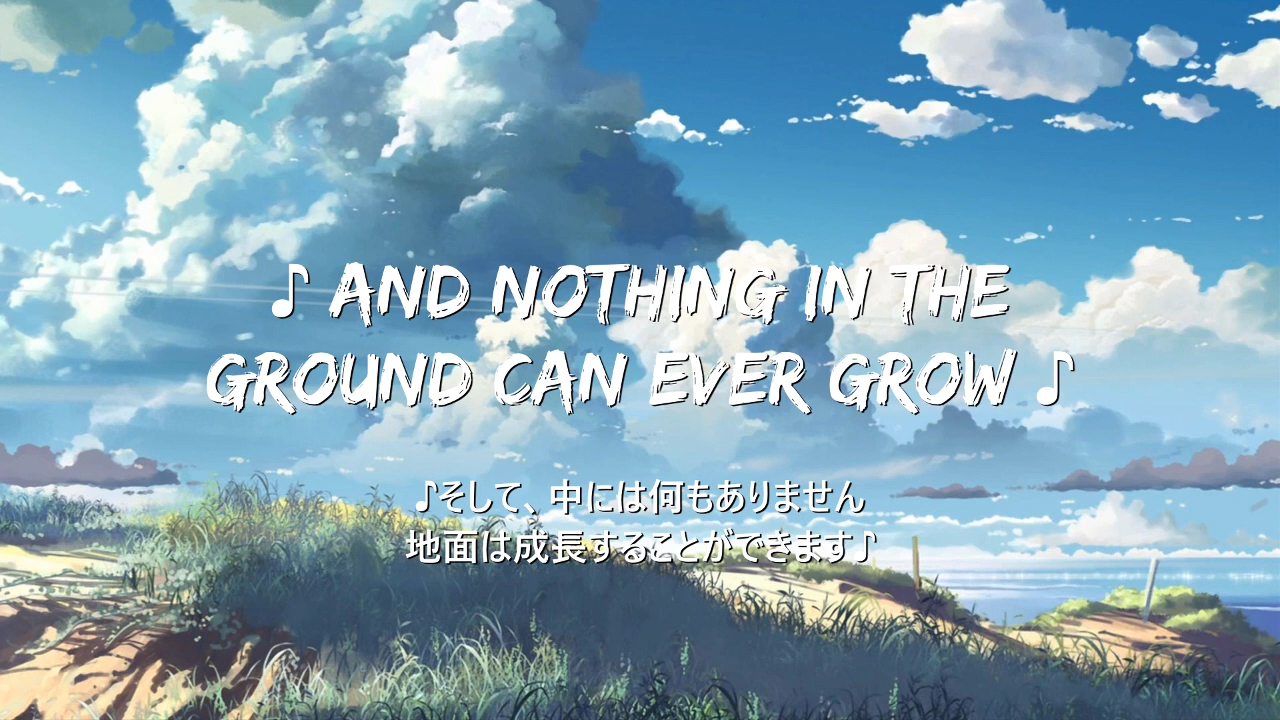 ♪ AND NOTHING IN THE
GROUND CAN EVER GROW ♪
♪そして、中には何もありません
地面は成長することができます♪